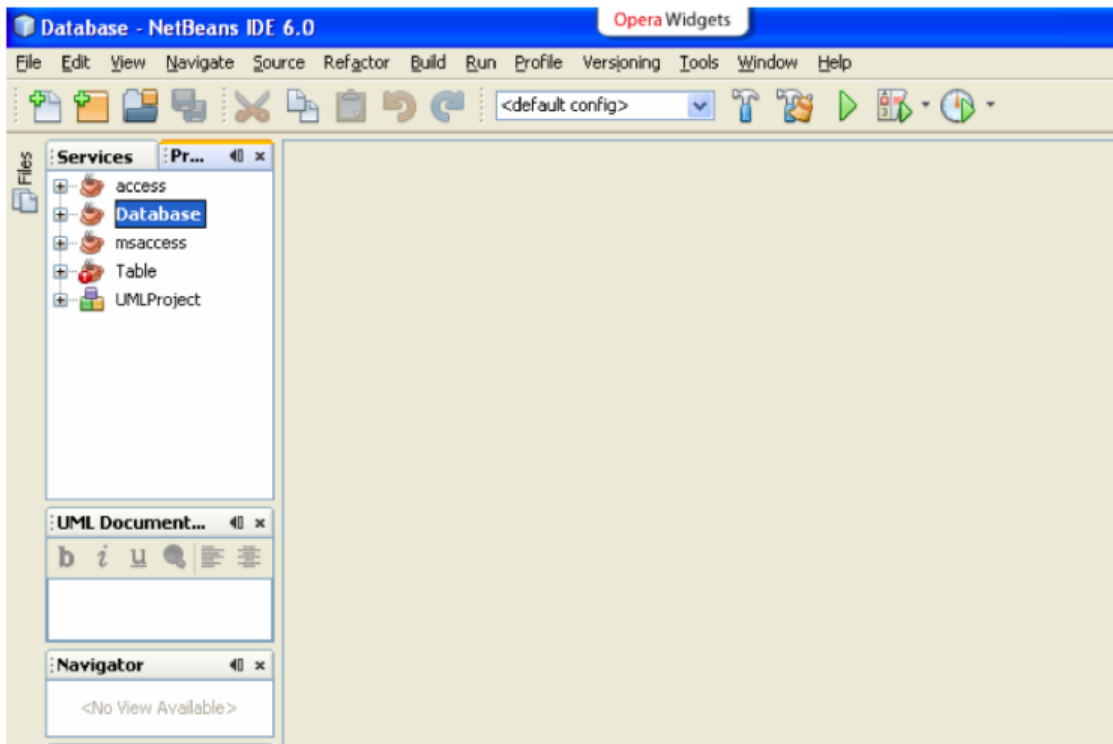 Database - NetBeans IDE 6.0
Opera Widgets
File Edit View Navigate Source Refactor Build Run Profile Versioning Tools Window Help
<default config>
Files
Services Pr...
access
Database
msaccess
Table
UMLProject
UML Document...
b i u
Navigator
<No View Available>